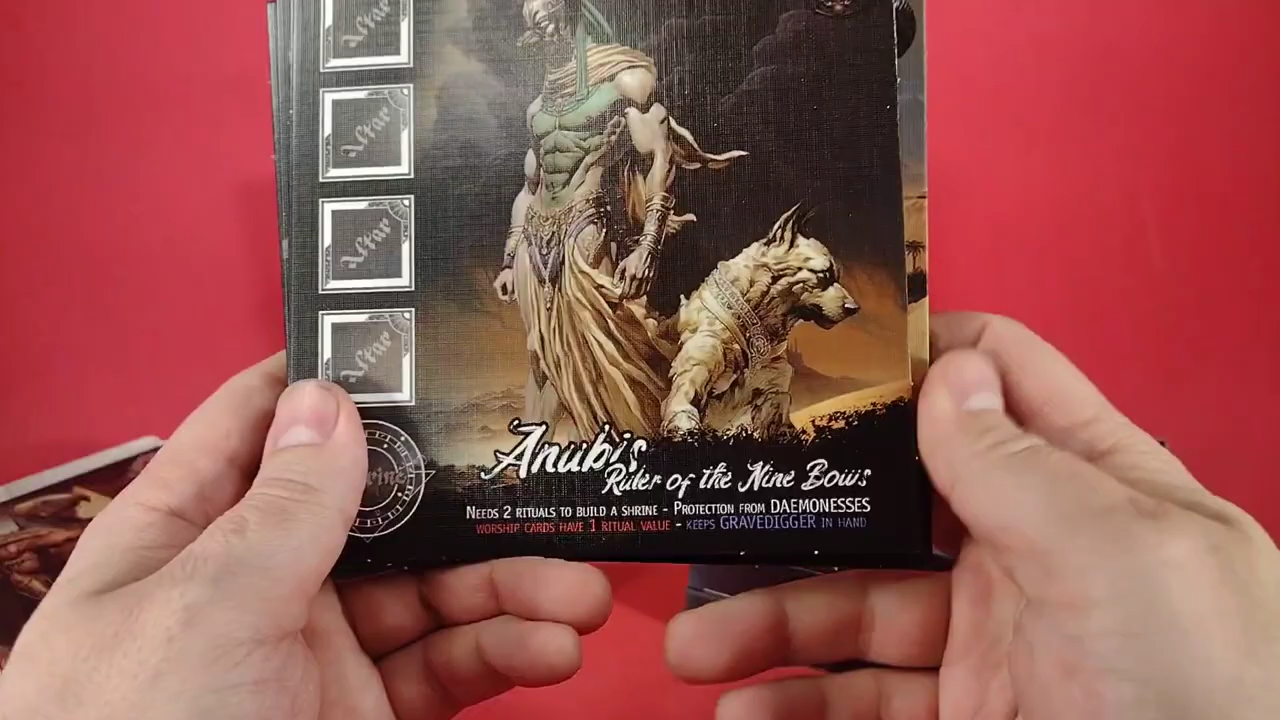 Altar
Altar
Altar
Altar
Anubis
Ruler of the Nine Bows
NEEDS 2 RITUALS TO BUILD A SHRINE - PROTECTION FROM DAEMONESSES
WORSHIP CARDS HAVE 1 RITUAL VALUE - KEEPS GRAVEDIGGER IN HAND